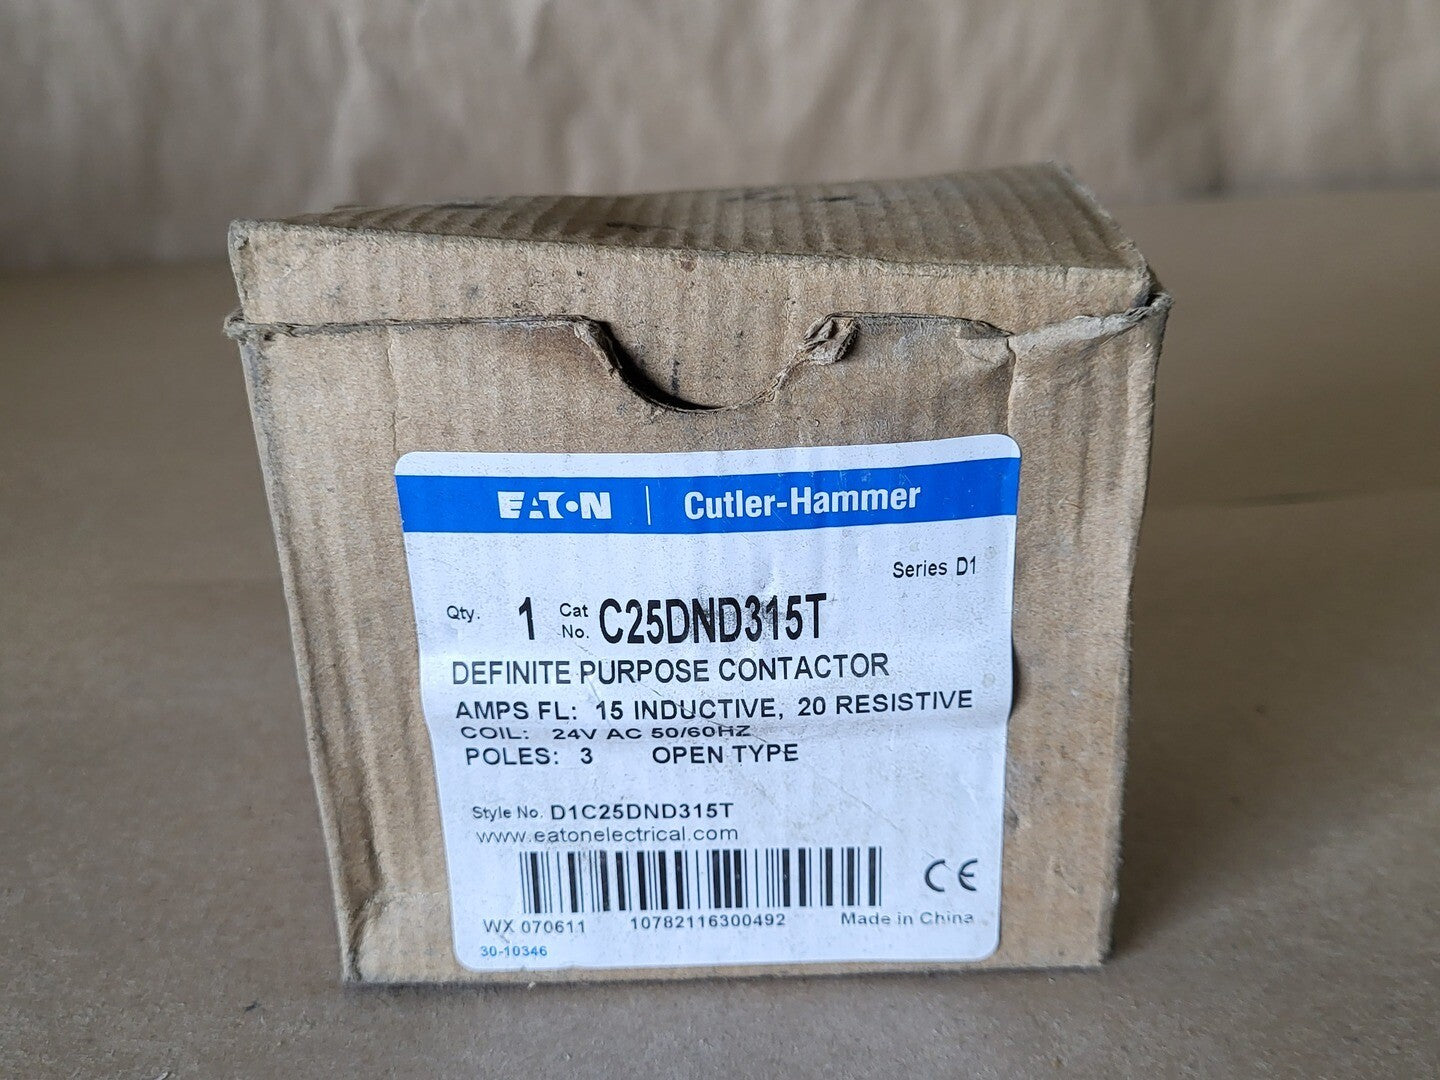 EATON | Cutler-Hammer
Series D1
Qty. 1 Cat No. C25DND315T
DEFINITE PURPOSE CONTACTOR
AMPS FL: 15 INDUCTIVE, 20 RESISTIVE
COIL: 24V AC 50/60HZ
POLES: 3 OPEN TYPE
Style No. D1C25DND315T
www.eatonelectrical.com
CE
WX 070611 10782116300492 Made in China
30-10346